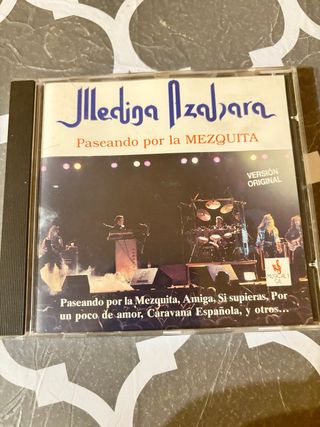 Medina Azahara
Paseando por la MEZQUITA
VERSIÓN
ORIGINAL
Paseando por la Mezquita, Amiga, Si supieras, Por
un poco de amor, Caravana Española, y otros...